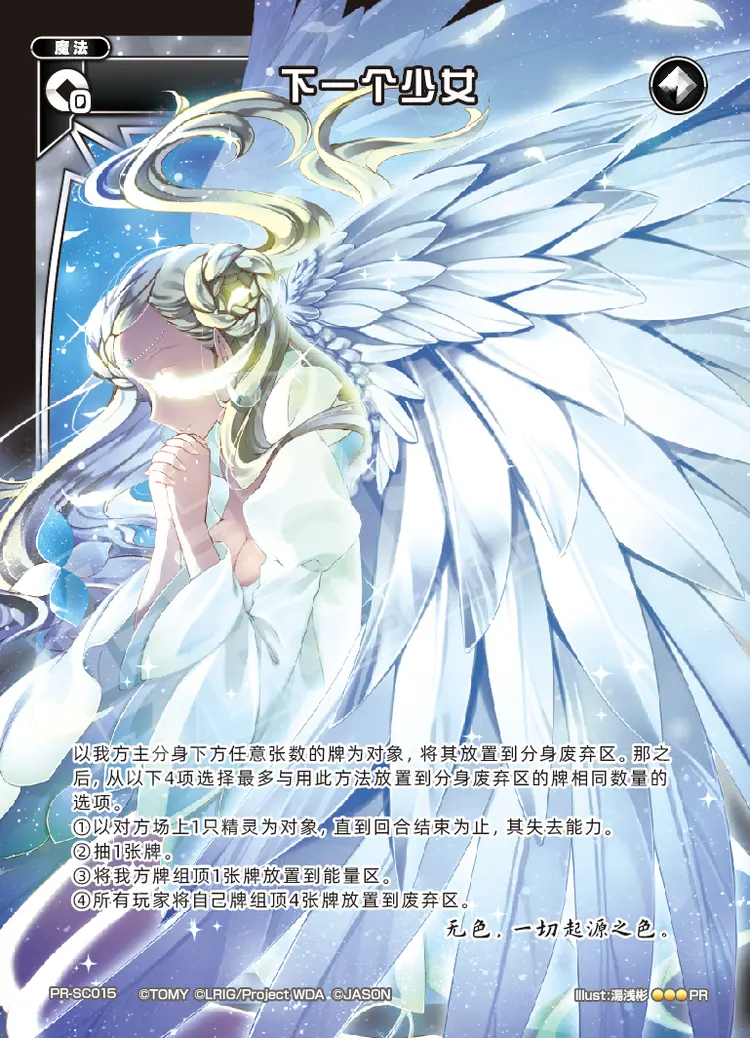 魔法
0
下一个少女
以我方主分身下方任意张数的牌为对象，将其放置到分身废弃区。那之
后，从以下4项选择最多与用此方法放置到分身废弃区的牌相同数量的
选项。
①以对方场上1只精灵为对象，直到回合结束为止，其失去能力。
②抽1张牌。
③将我方牌组顶1张牌放置到能量区。
④所有玩家将自己牌组顶4张牌放置到废弃区。
无色，一切起源之色。
PR-SC015 ©TOMY ©LRIG/Project WDA ©JASON Illust:湯浅彬 PR